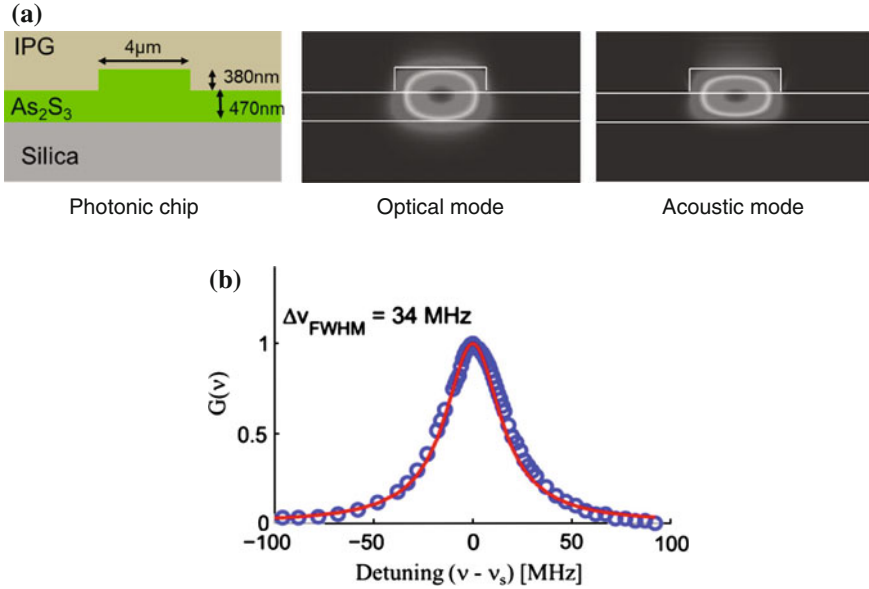 (a)
IPG
4µm
380nm
As₂S₃
470nm
Silica
Photonic chip
Optical mode
Acoustic mode
(b)
Δν_FWHM = 34 MHz
1
G(ν)
0.5
0
−100
−50
0
50
100
Detuning (ν - νₛ) [MHz]